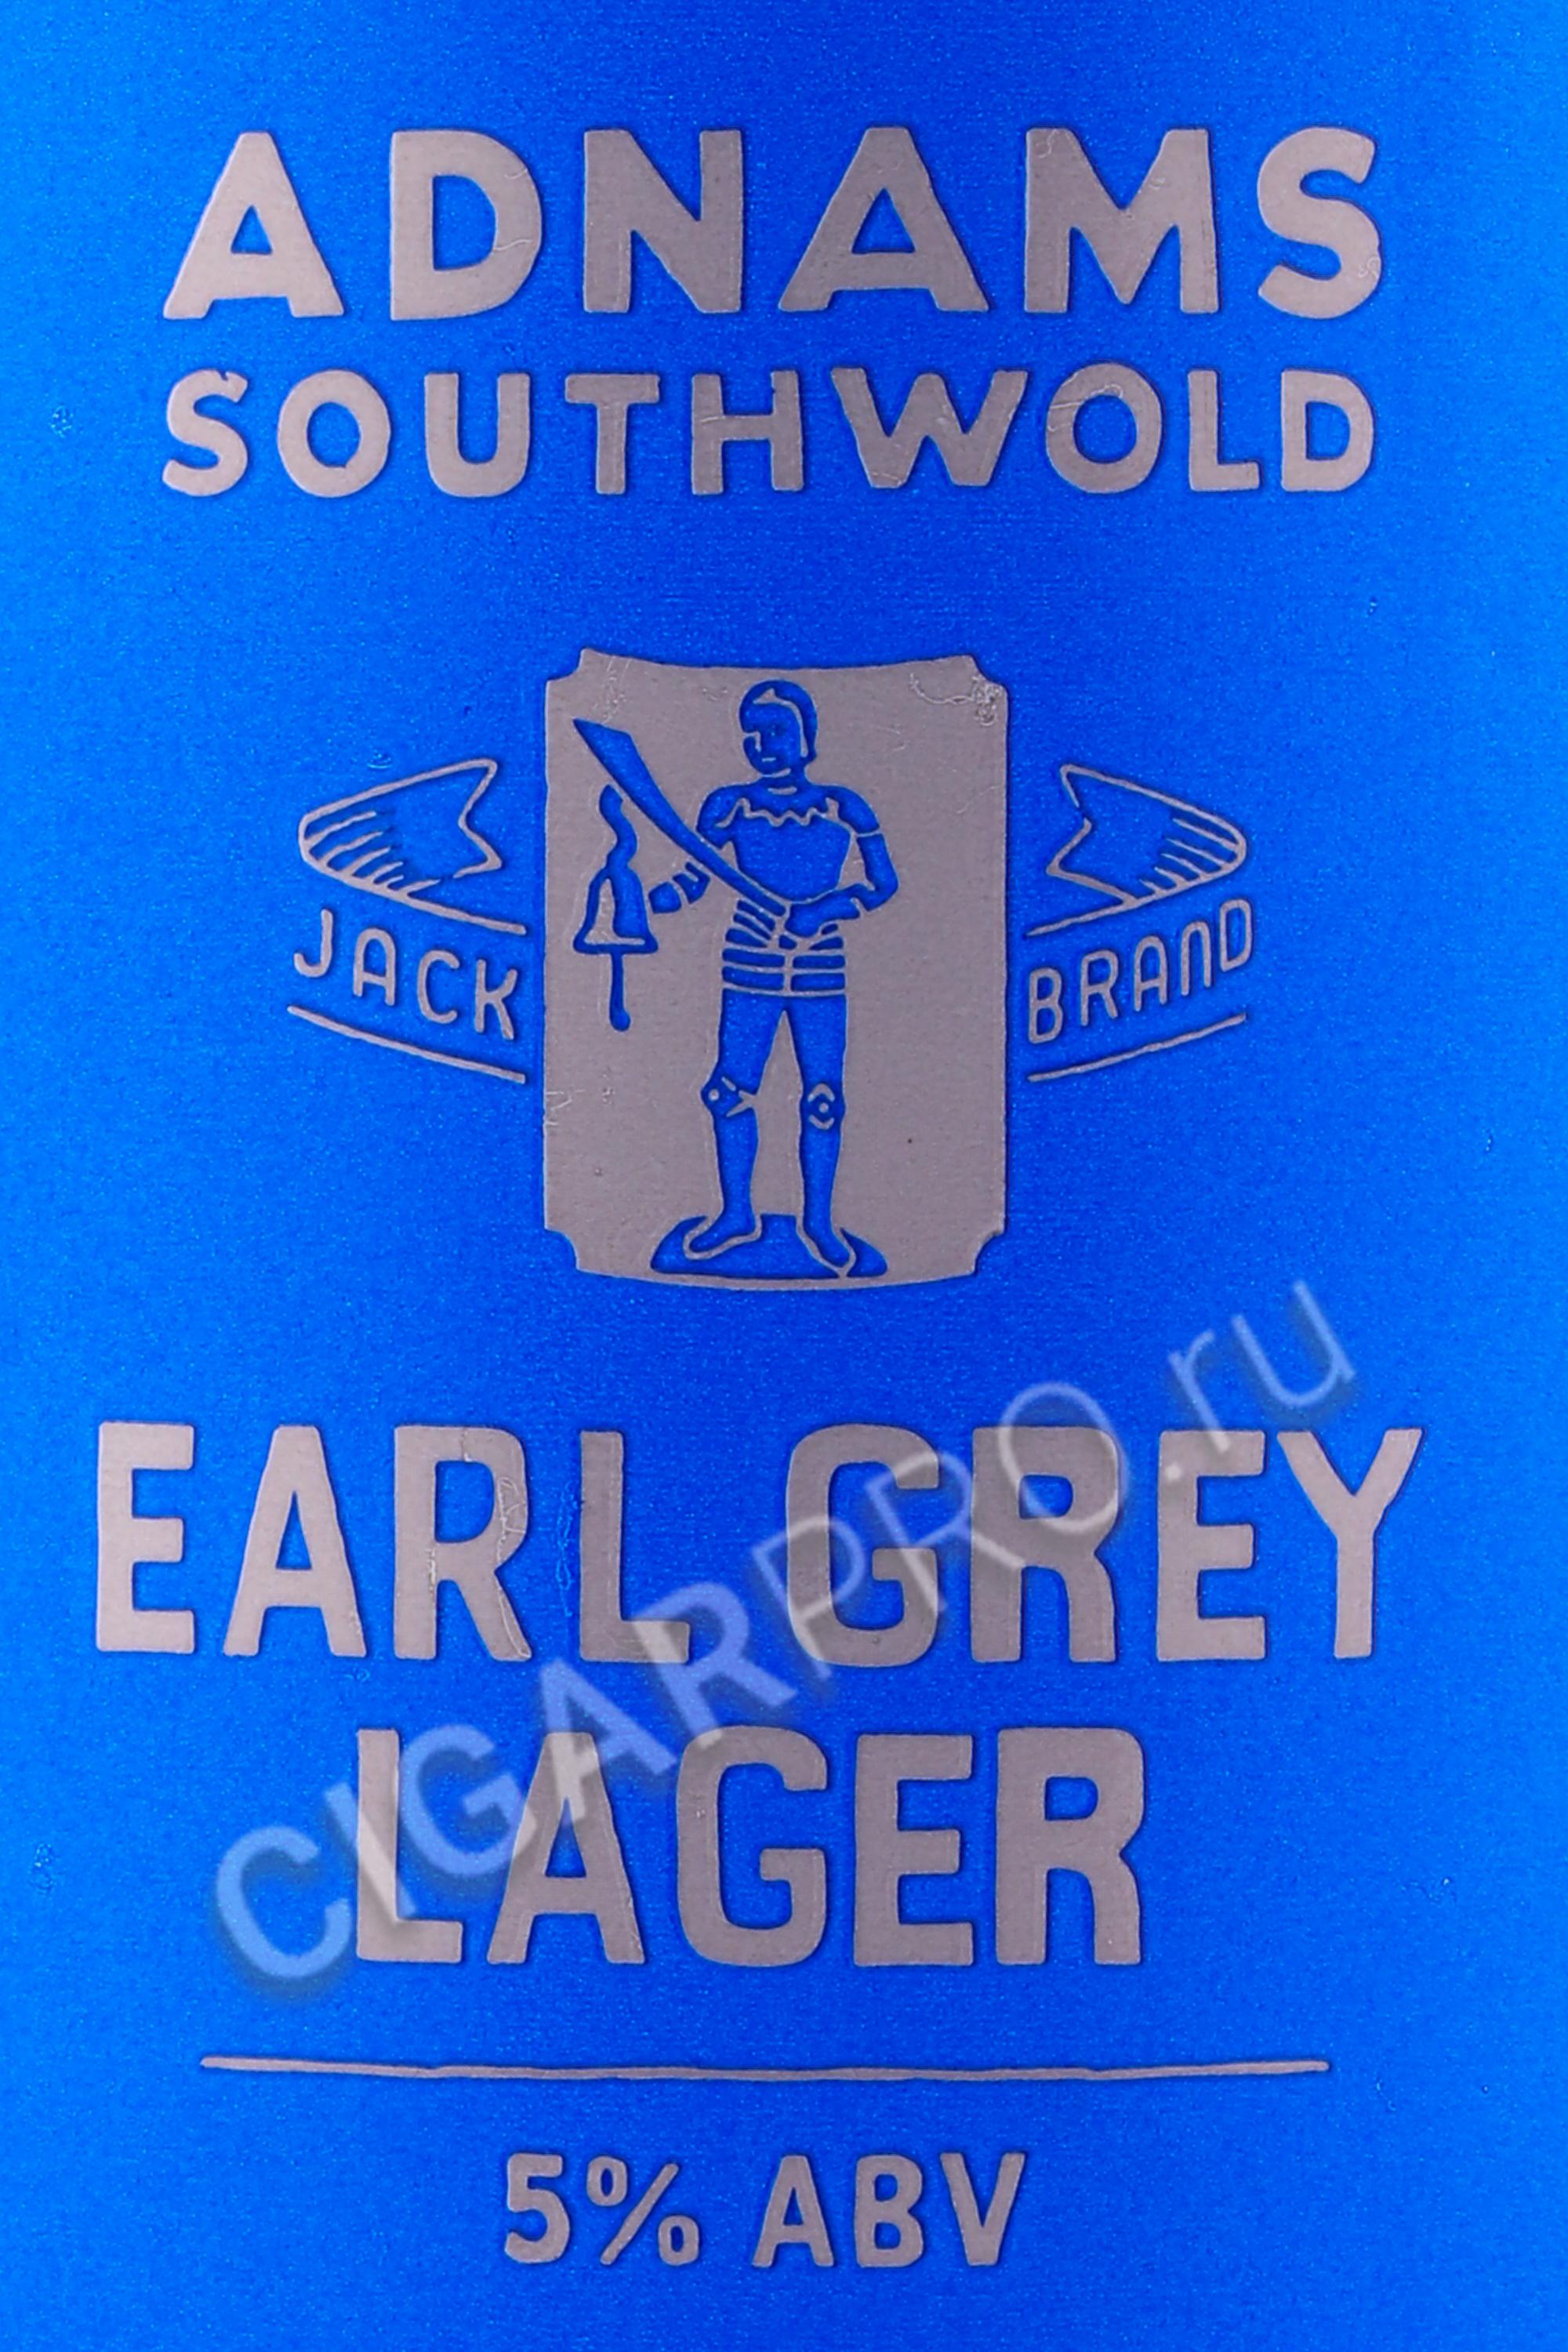 ADNAMS
SOUTHWOLD
JACK BRAND
EARL GREY
LAGER
5% ABV
CIGARPRO.ru